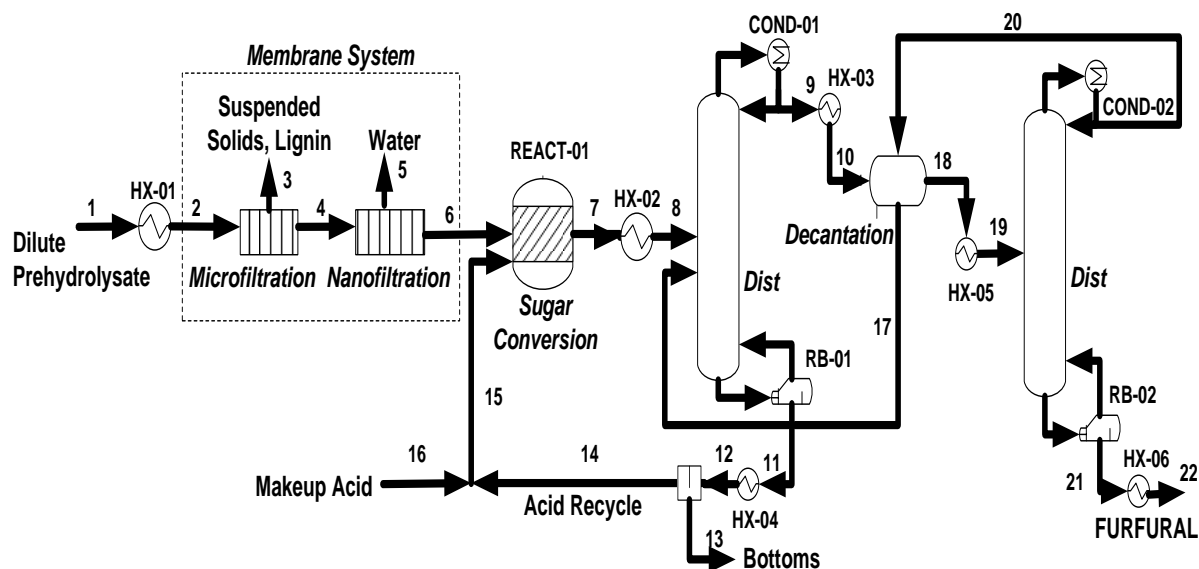 20
COND-01
Membrane System
HX-03
9
COND-02
Suspended
Solids, Lignin
Water
REACT-01
10
18
HX-01
3
5
HX-02
1
2
4
6
7
8
19
Dilute
Prehydrolysate
Microfiltration
Nanofiltration
Decantation
HX-05
Dist
Dist
Sugar
Conversion
17
RB-01
15
RB-02
16
14
12
11
HX-06
Makeup Acid
21
22
Acid Recycle
HX-04
FURFURAL
13
Bottoms